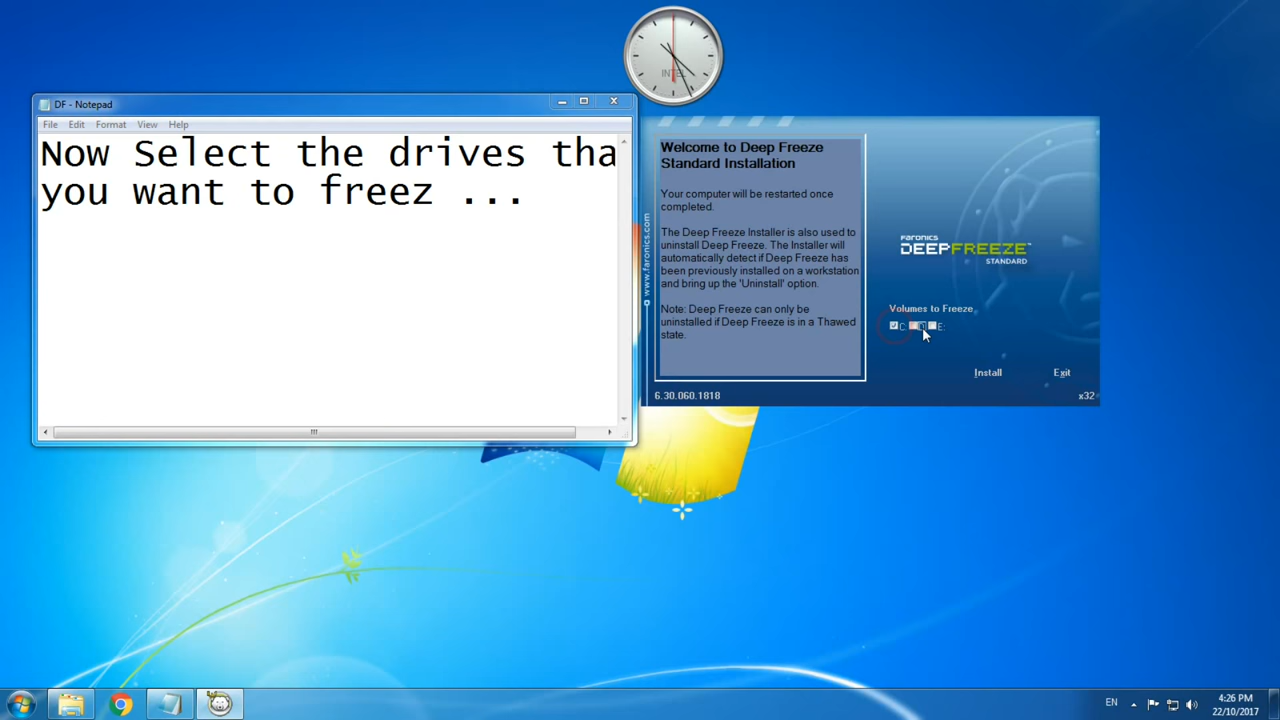 INTEL
DF - Notepad
File Edit Format View Help
Now Select the drives tha
you want to freez ...
Welcome to Deep Freeze
Standard Installation
Your computer will be restarted once
completed.
The Deep Freeze Installer is also used to
uninstall Deep Freeze. The Installer will
automatically detect if Deep Freeze has
been previously installed on a workstation
and bring up the 'Uninstall' option.
Note: Deep Freeze can only be
uninstalled if Deep Freeze is in a Thawed
state.
www.faronics.com
FARONICS
DEEPFREEZE™
STANDARD
Volumes to Freeze
C: D: E:
Install Exit
6.30.060.1818
x32
EN
4:26 PM
22/10/2017